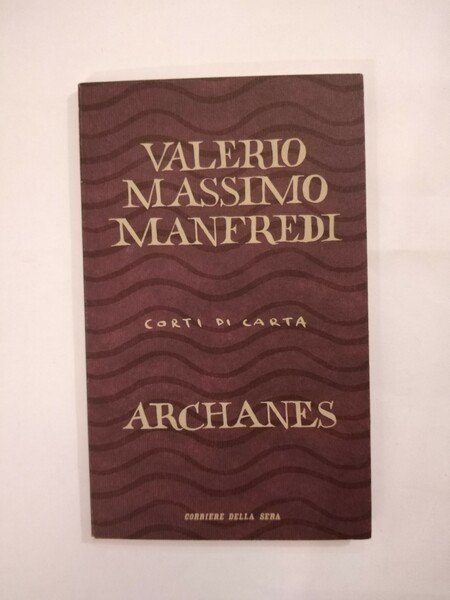 VALERIO
MASSIMO
MANFREDI
CORTI DI CARTA
ARCHANES
CORRIERE DELLA SERA